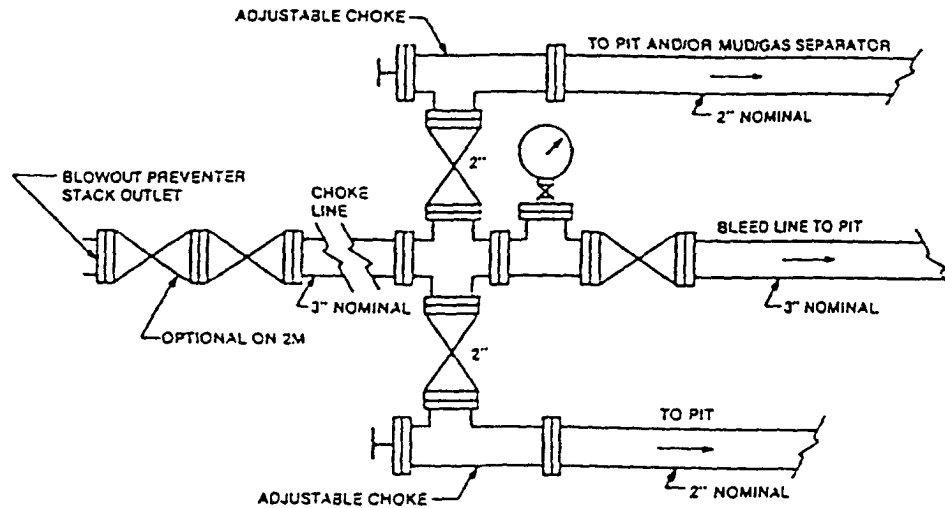 ADJUSTABLE CHOKE
TO PIT AND/OR MUD/GAS SEPARATOR
2" NOMINAL
2"
BLOWOUT PREVENTER
STACK OUTLET
CHOKE
LINE
BLEED LINE TO PIT
3" NOMINAL
3" NOMINAL
OPTIONAL ON 2M
2"
TO PIT
ADJUSTABLE CHOKE
2" NOMINAL